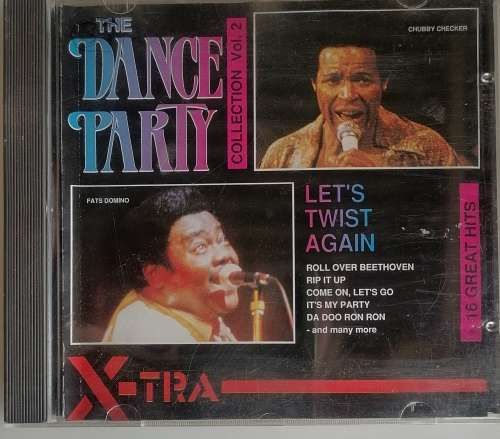 THE
DANCE
PARTY
COLLECTION Vol. 2
CHUBBY CHECKER
FATS DOMINO
LET'S
TWIST
AGAIN
ROLL OVER BEETHOVEN
RIP IT UP
COME ON, LET'S GO
IT'S MY PARTY
DA DOO RON RON
- and many more
16 GREAT HITS
X-TRA